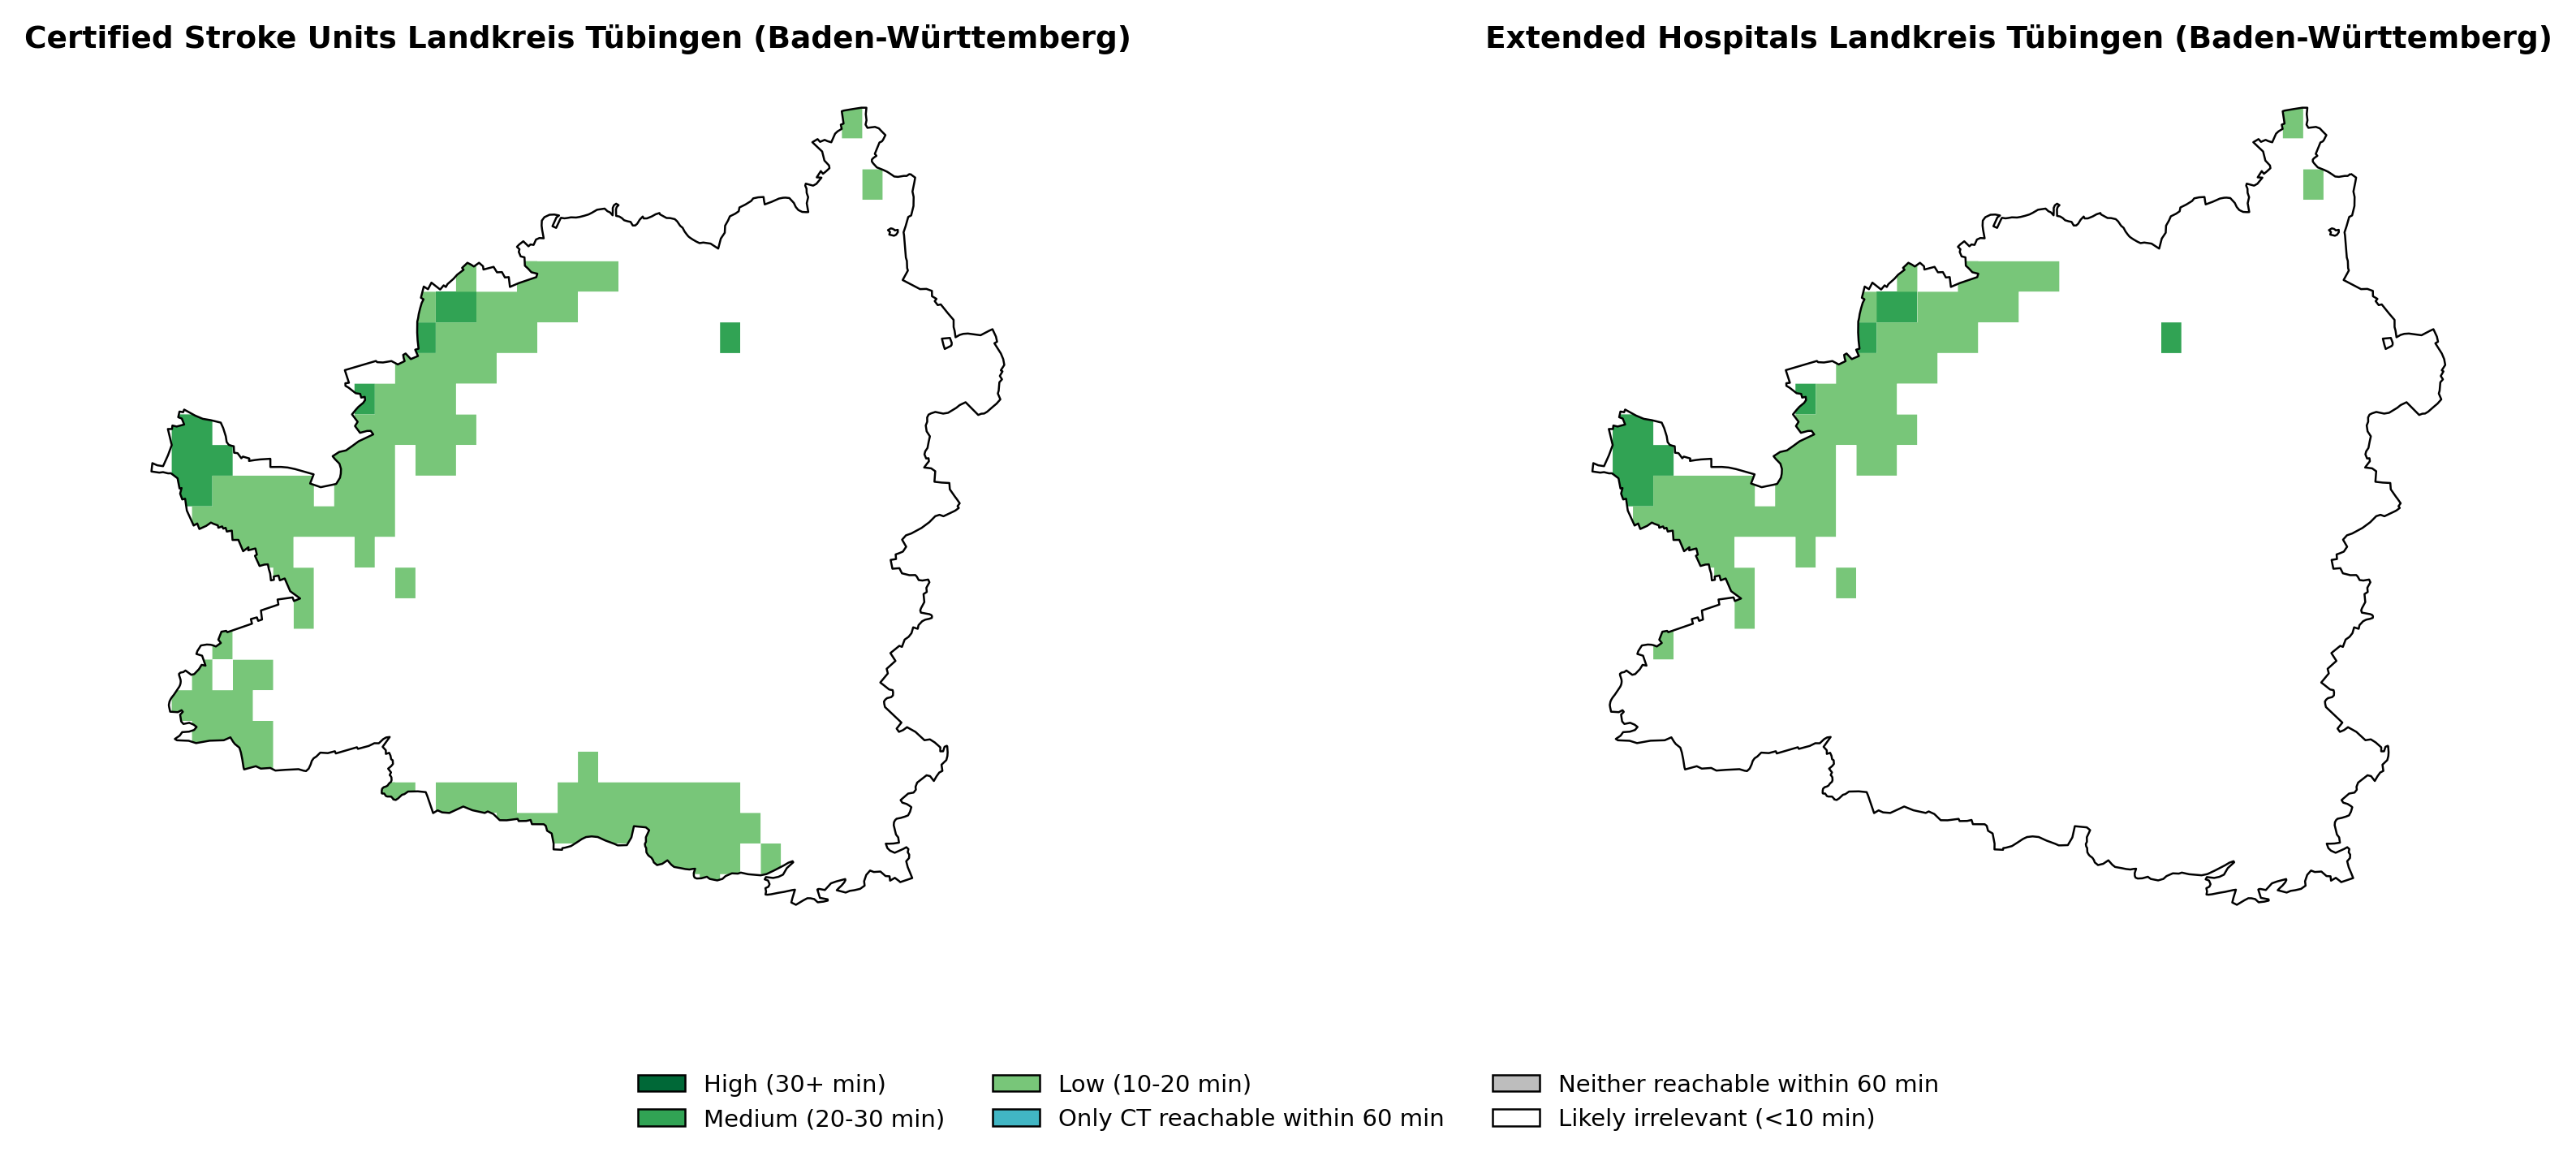 Certified Stroke Units Landkreis Tübingen (Baden-Württemberg)
Extended Hospitals Landkreis Tübingen (Baden-Württemberg)
High (30+ min)
Medium (20-30 min)
Low (10-20 min)
Only CT reachable within 60 min
Neither reachable within 60 min
Likely irrelevant (<10 min)